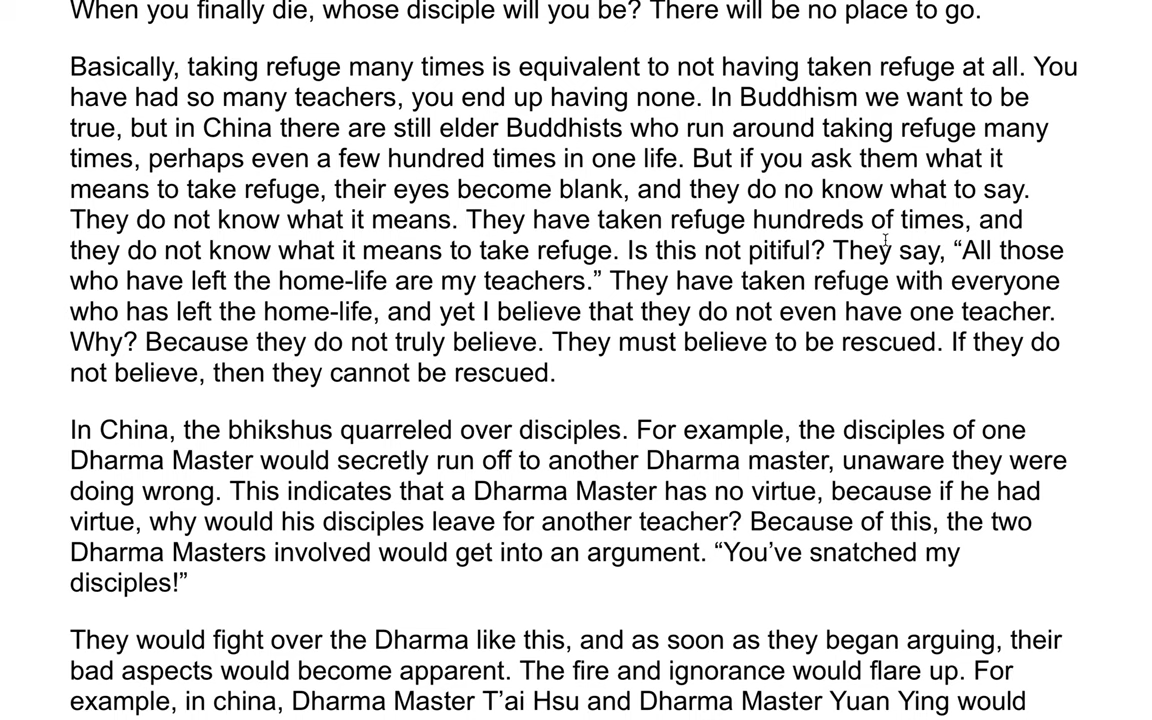 When you finally die, whose disciple will you be? There will be no place to go.
Basically, taking refuge many times is equivalent to not having taken refuge at all. You
have had so many teachers, you end up having none. In Buddhism we want to be
true, but in China there are still elder Buddhists who run around taking refuge many
times, perhaps even a few hundred times in one life. But if you ask them what it
means to take refuge, their eyes become blank, and they do no know what to say.
They do not know what it means. They have taken refuge hundreds of times, and
they do not know what it means to take refuge. Is this not pitiful? They say, “All those
who have left the home-life are my teachers.” They have taken refuge with everyone
who has left the home-life, and yet I believe that they do not even have one teacher.
Why? Because they do not truly believe. They must believe to be rescued. If they do
not believe, then they cannot be rescued.
In China, the bhikshus quarreled over disciples. For example, the disciples of one
Dharma Master would secretly run off to another Dharma master, unaware they were
doing wrong. This indicates that a Dharma Master has no virtue, because if he had
virtue, why would his disciples leave for another teacher? Because of this, the two
Dharma Masters involved would get into an argument. “You’ve snatched my
disciples!”
They would fight over the Dharma like this, and as soon as they began arguing, their
bad aspects would become apparent. The fire and ignorance would flare up. For
example, in china, Dharma Master T’ai Hsu and Dharma Master Yuan Ying would